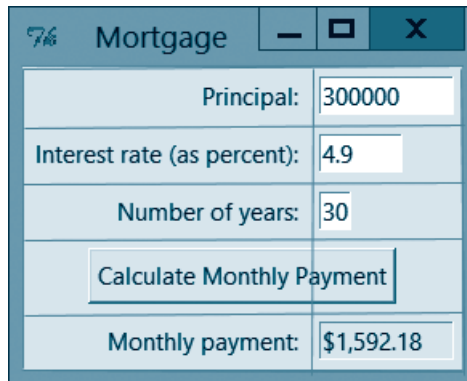 Mortgage
Principal: 300000
Interest rate (as percent): 4.9
Number of years: 30
Calculate Monthly Payment
Monthly payment: $1,592.18